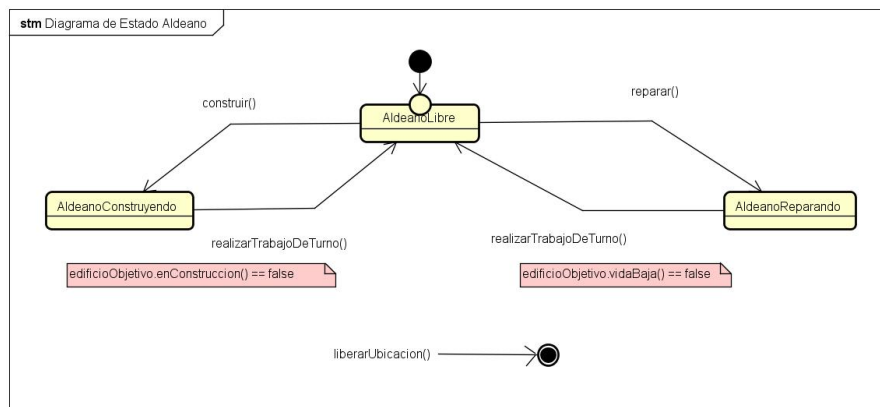 stm Diagrama de Estado Aldeano
construir()
reparar()
AldeanoLibre
AldeanoConstruyendo
AldeanoReparando
realizarTrabajoDeTurno()
realizarTrabajoDeTurno()
edificioObjetivo.enConstruccion() == false
edificioObjetivo.vidaBaja() == false
liberarUbicacion()